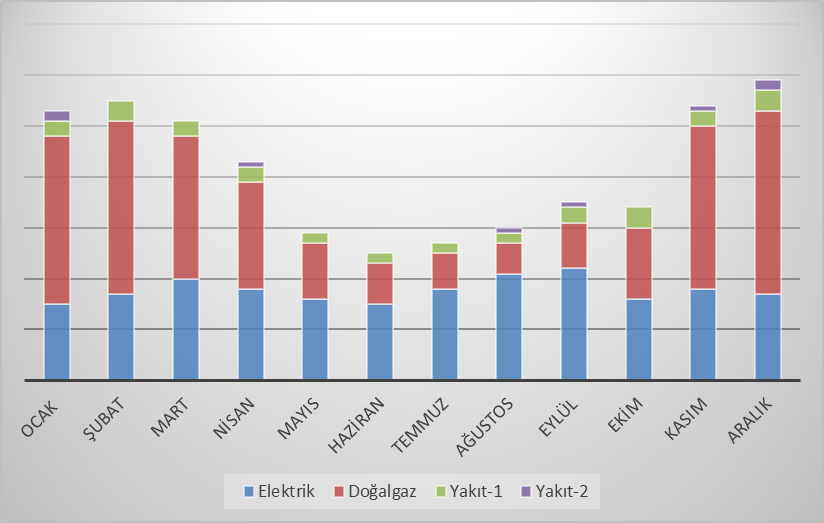 OCAK
ŞUBAT
MART
NİSAN
MAYIS
HAZİRAN
TEMMUZ
AĞUSTOS
EYLÜL
EKİM
KASIM
ARALIK
Elektrik Doğalgaz Yakıt-1 Yakıt-2